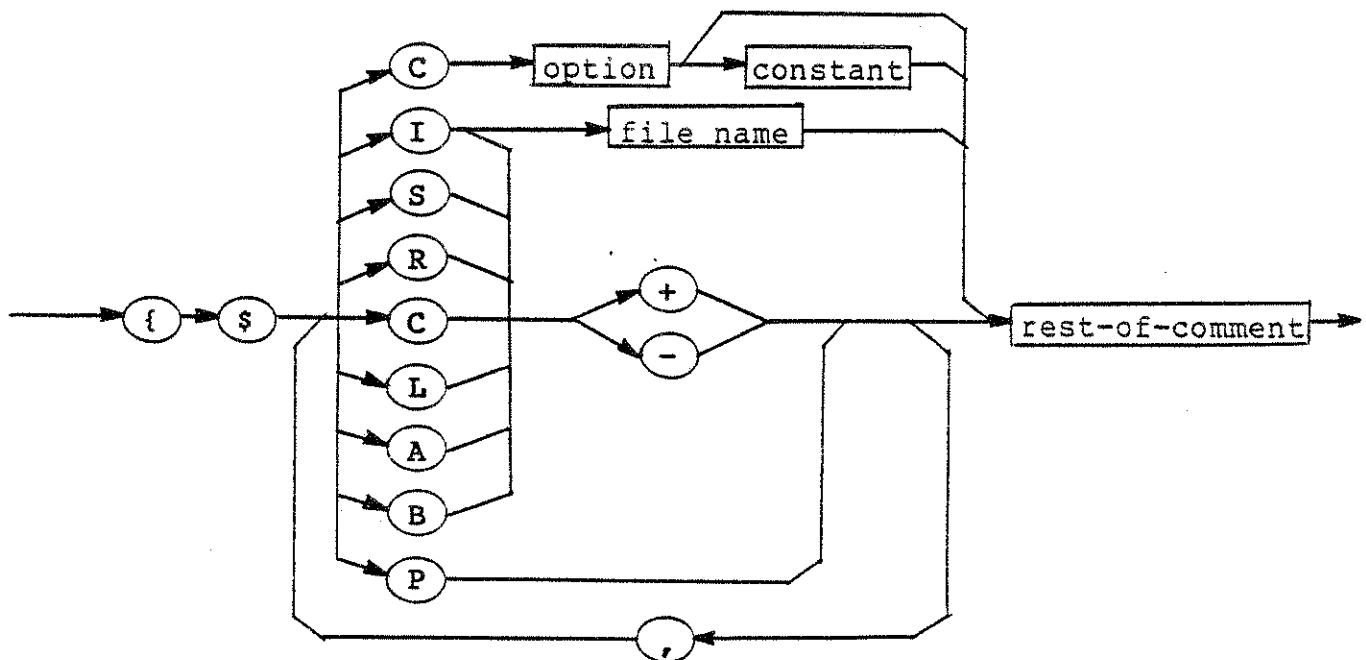 C option constant
I file name
S
R
+
{ $ C rest-of-comment
-
L
A
B
P
,